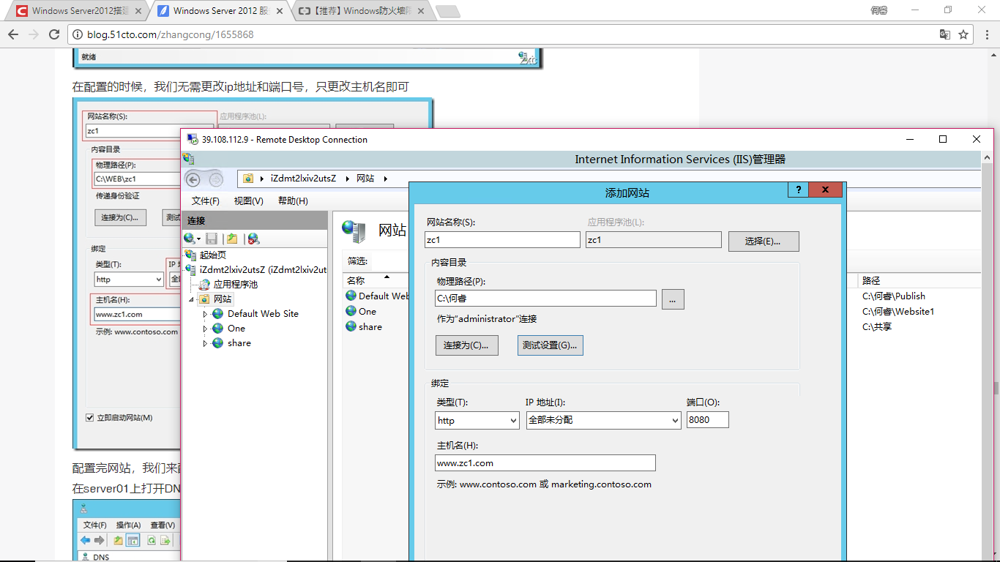 Windows Server2012搭建
Windows Server 2012 服
【推荐】Windows防火墙阻
何睿
blog.51cto.com/zhangcong/1655868
就绪
zxc
在配置的时候，我们无需更改ip地址和端口号，只更改主机名即可
网站名称(S):
应用程序池(L):
zc1
内容目录
物理路径(P):
C:\WEB\zc1
传递身份验证
连接为(C)...
测试
绑定
类型(T):
IP 地
http
全
主机名(H):
www.zc1.com
示例: www.contoso.com
立即启动网站(M)
配置完网站，我们来
在server01上打开DN
文件(F) 操作(A) 查看(V)
DNS
39.108.112.9 - Remote Desktop Connection
Internet Information Services (IIS)管理器
iZdmt2lxiv2utsZ 网站
文件(F) 视图(V) 帮助(H)
连接
起始页
iZdmt2lxiv2utsZ (iZdmt2lxiv2ut
应用程序池
网站
Default Web Site
One
share
网站
筛选:
名称
路径
Default Web
C:\何睿\Publish
One
C:\何睿\Website1
share
C:\共享
添加网站
? x
网站名称(S):
应用程序池(L):
zc1
zc1
选择(E)...
内容目录
物理路径(P):
C:\何睿
...
作为"administrator"连接
连接为(C)...
测试设置(G)...
绑定
类型(T):
IP 地址(I):
端口(O):
http
全部未分配
8080
主机名(H):
www.zc1.com
示例: www.contoso.com 或 marketing.contoso.com